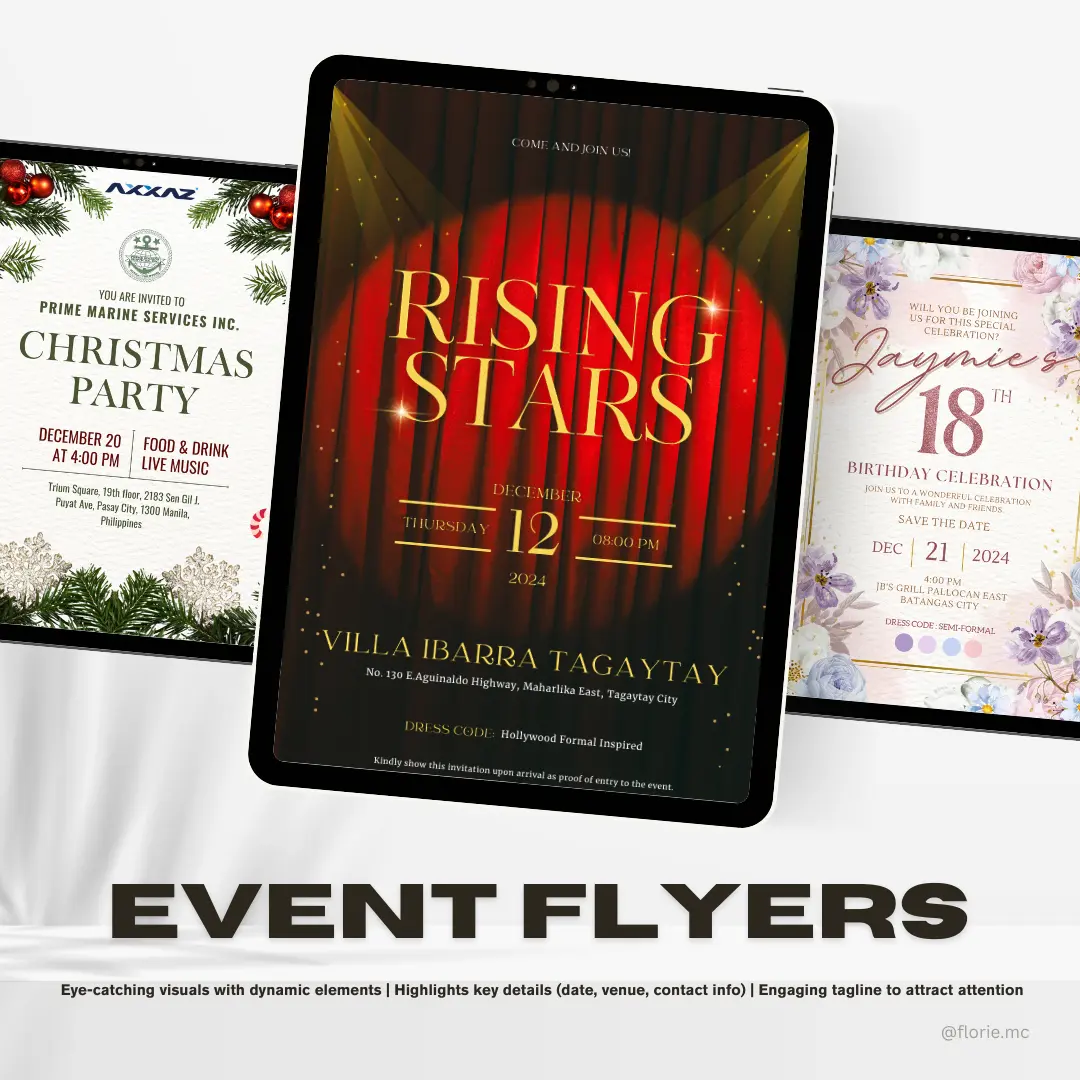 AXXAZ
YOU ARE INVITED TO
PRIME MARINE SERVICES INC.
CHRISTMAS
PARTY
DECEMBER 20
AT 4:00 PM
FOOD & DRINK
LIVE MUSIC
Trium Square, 19th floor, 2183 Sen Gil J.
Puyat Ave, Pasay City, 1300 Manila,
Philippines
COME AND JOIN US!
RISING
STARS
DECEMBER
THURSDAY
12
08:00 PM
2024
VILLA IBARRA TAGAYTAY
No. 130 E.Aguinaldo Highway, Maharlika East, Tagaytay City
DRESS CODE: Hollywood Formal Inspired
Kindly show this invitation upon arrival as proof of entry to the event.
WILL YOU BE JOINING
US FOR THIS SPECIAL
CELEBRATION?
Jaymie's
18TH
BIRTHDAY CELEBRATION
JOIN US TO A WONDERFUL CELEBRATION
WITH FAMILY AND FRIENDS.
SAVE THE DATE
DEC 21 2024
4:00 PM
JB'S GRILL PALLOCAN EAST
BATANGAS CITY
DRESS CODE : SEMI-FORMAL
EVENT FLYERS
Eye-catching visuals with dynamic elements | Highlights key details (date, venue, contact info) | Engaging tagline to attract attention
@florie.mc